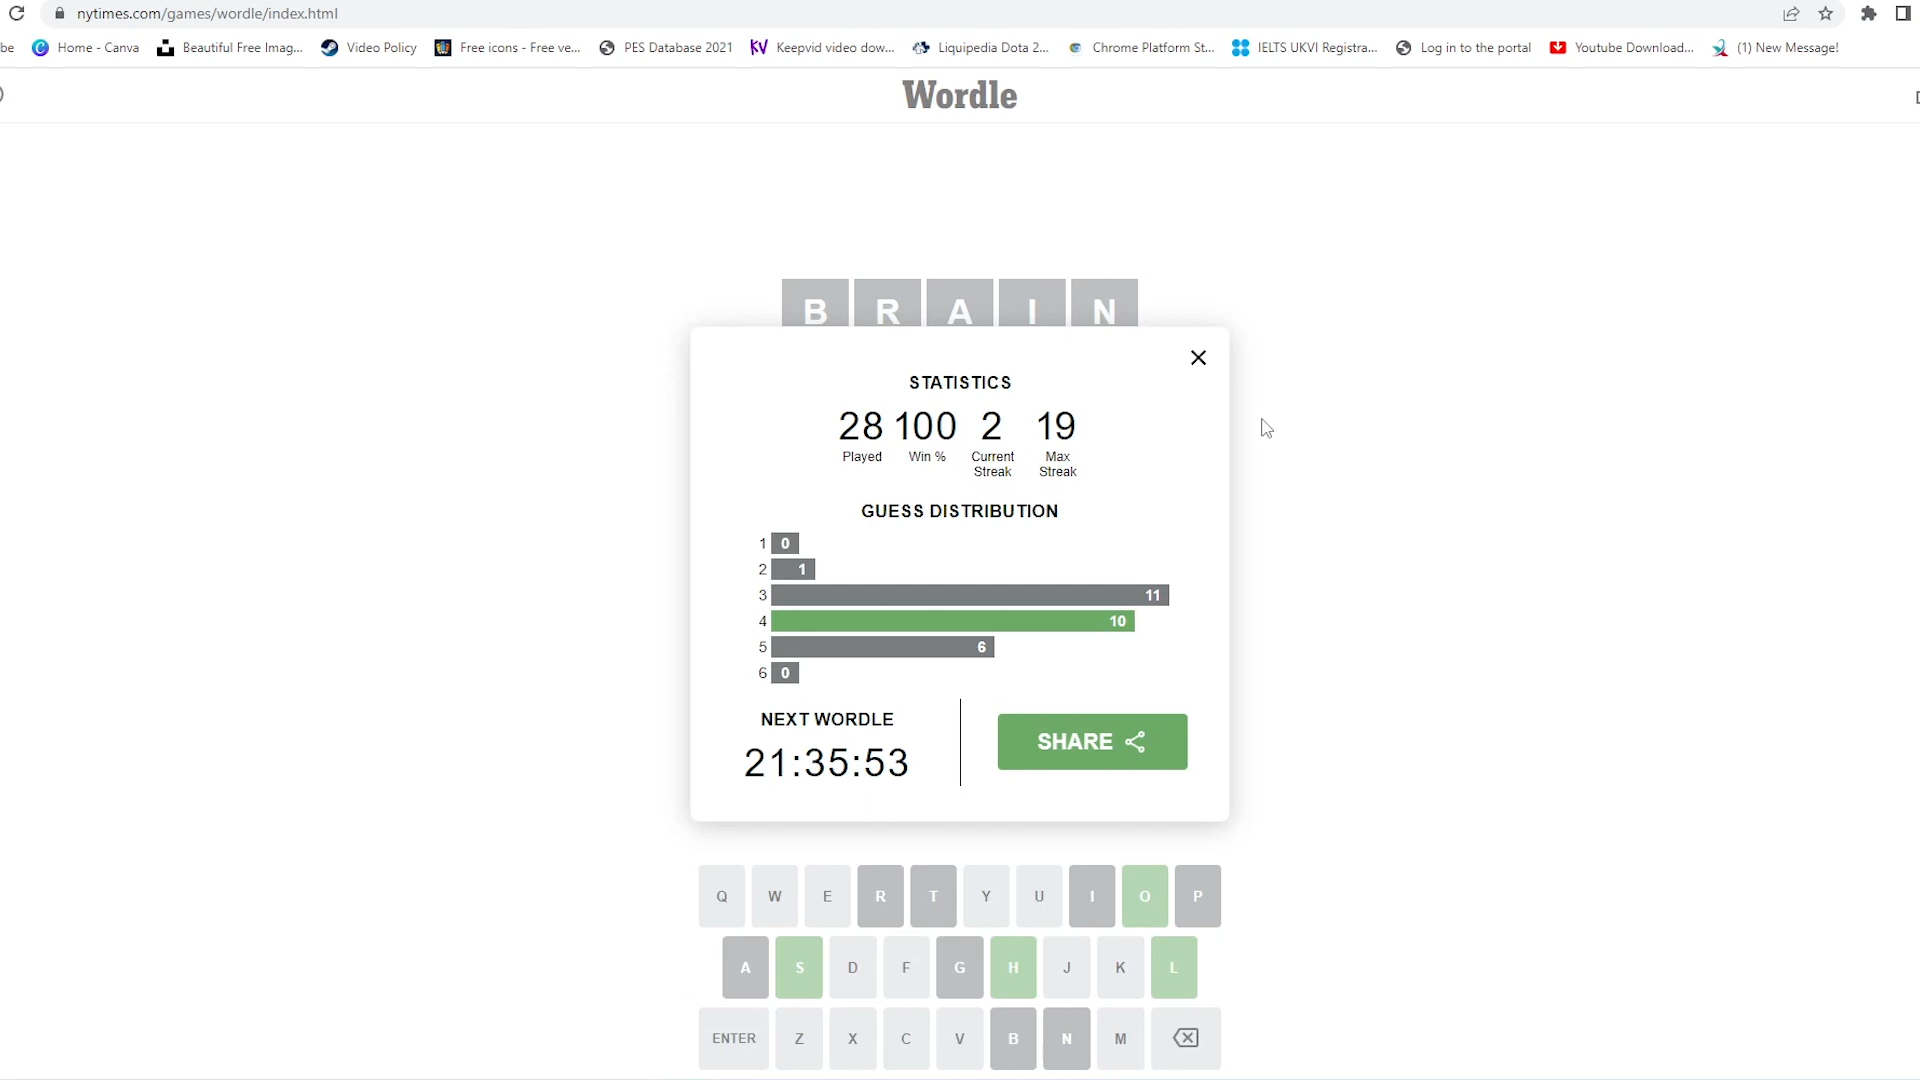 nytimes.com/games/wordle/index.html
be Home - Canva Beautiful Free Imag... Video Policy Free icons - Free ve... PES Database 2021 Keepvid video dow... Liquipedia Dota 2... Chrome Platform St... IELTS UKVI Registra... Log in to the portal Youtube Download... (1) New Message!
Wordle
B R A I N
STATISTICS
28 100 2 19
Played Win % Current Streak Max Streak
GUESS DISTRIBUTION
1 0
2 1
3 11
4 10
5 6
6 0
NEXT WORDLE
21:35:53
SHARE
Q W E R T Y U I O P
A S D F G H J K L
ENTER Z X C V B N M